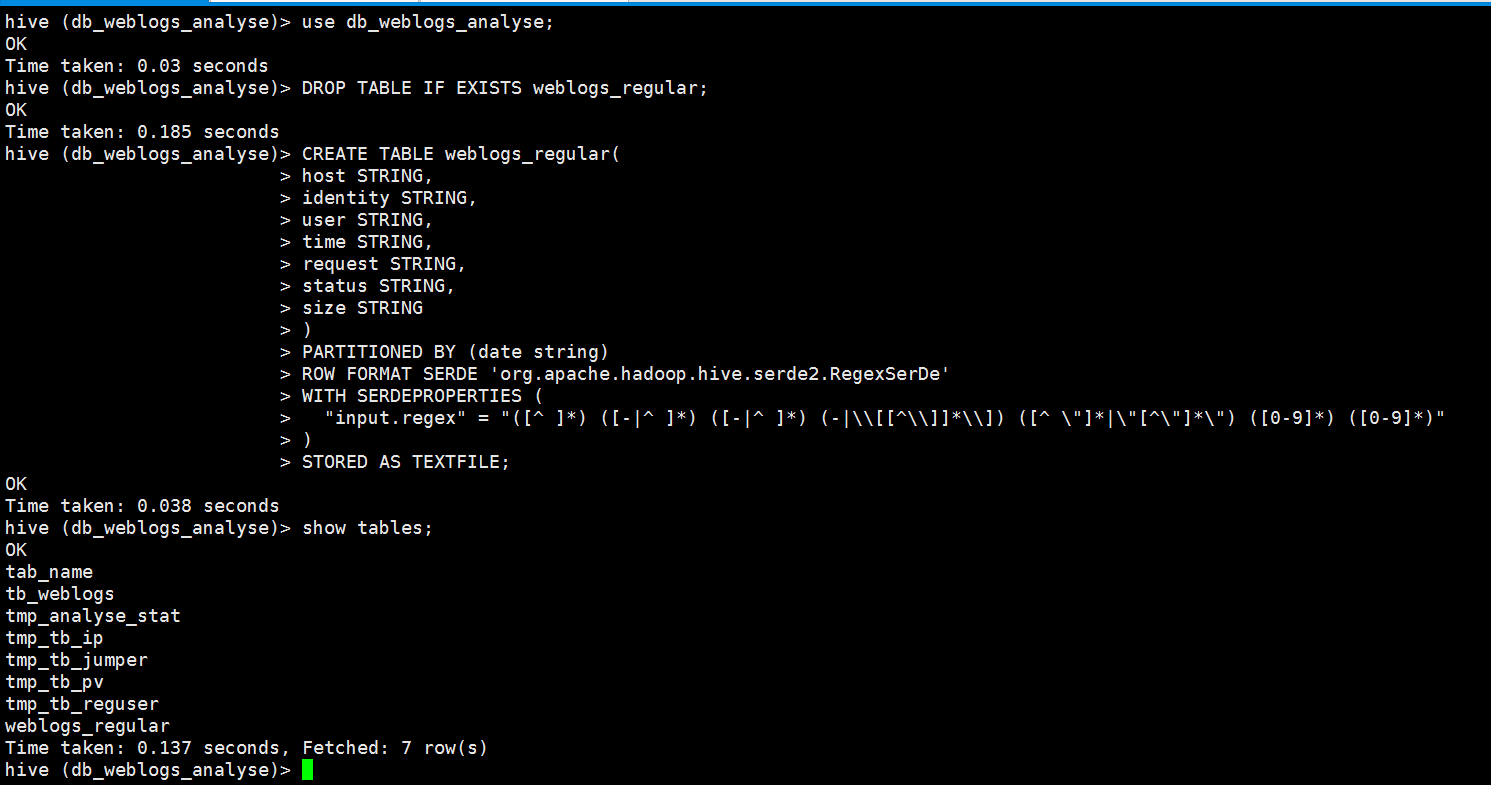 hive (db_weblogs_analyse)> use db_weblogs_analyse;
OK
Time taken: 0.03 seconds
hive (db_weblogs_analyse)> DROP TABLE IF EXISTS weblogs_regular;
OK
Time taken: 0.185 seconds
hive (db_weblogs_analyse)> CREATE TABLE weblogs_regular(
                         > host STRING,
                         > identity STRING,
                         > user STRING,
                         > time STRING,
                         > request STRING,
                         > status STRING,
                         > size STRING
                         > )
                         > PARTITIONED BY (date string)
                         > ROW FORMAT SERDE 'org.apache.hadoop.hive.serde2.RegexSerDe'
                         > WITH SERDEPROPERTIES (
                         >   "input.regex" = "([^ ]*) ([-|^ ]*) ([-|^ ]*) (-|\\[[^\\]]*\\]) ([^ \"]*|\"[^\"]*\") ([0-9]*) ([0-9]*)"
                         > )
                         > STORED AS TEXTFILE;
OK
Time taken: 0.038 seconds
hive (db_weblogs_analyse)> show tables;
OK
tab_name
tb_weblogs
tmp_analyse_stat
tmp_tb_ip
tmp_tb_jumper
tmp_tb_pv
tmp_tb_reguser
weblogs_regular
Time taken: 0.137 seconds, Fetched: 7 row(s)
hive (db_weblogs_analyse)>